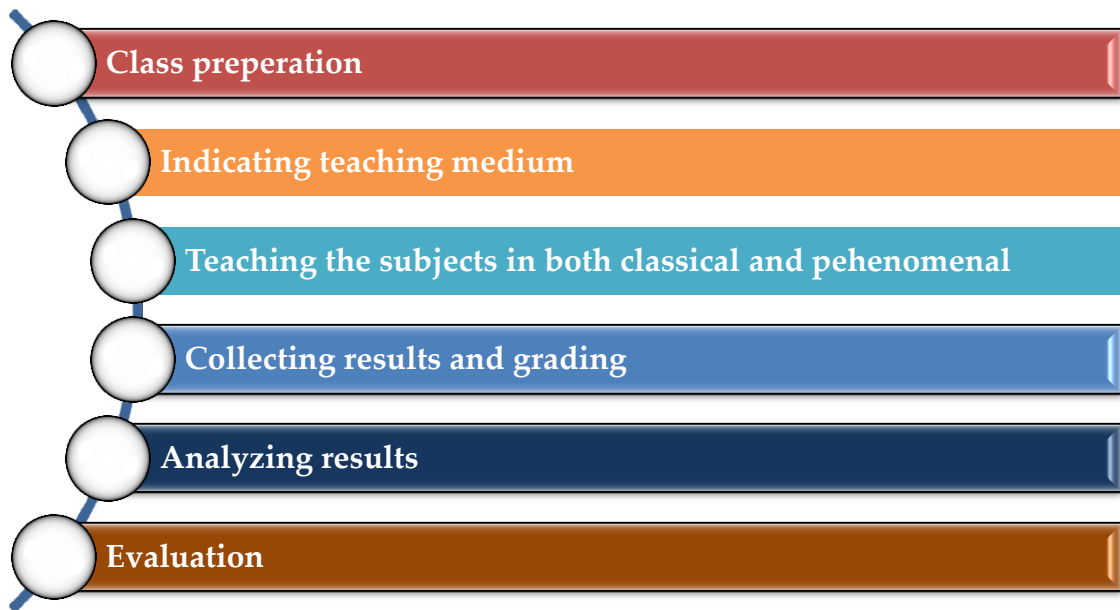 Class preperation
Indicating teaching medium
Teaching the subjects in both classical and pehenomenal
Collecting results and grading
Analyzing results
Evaluation